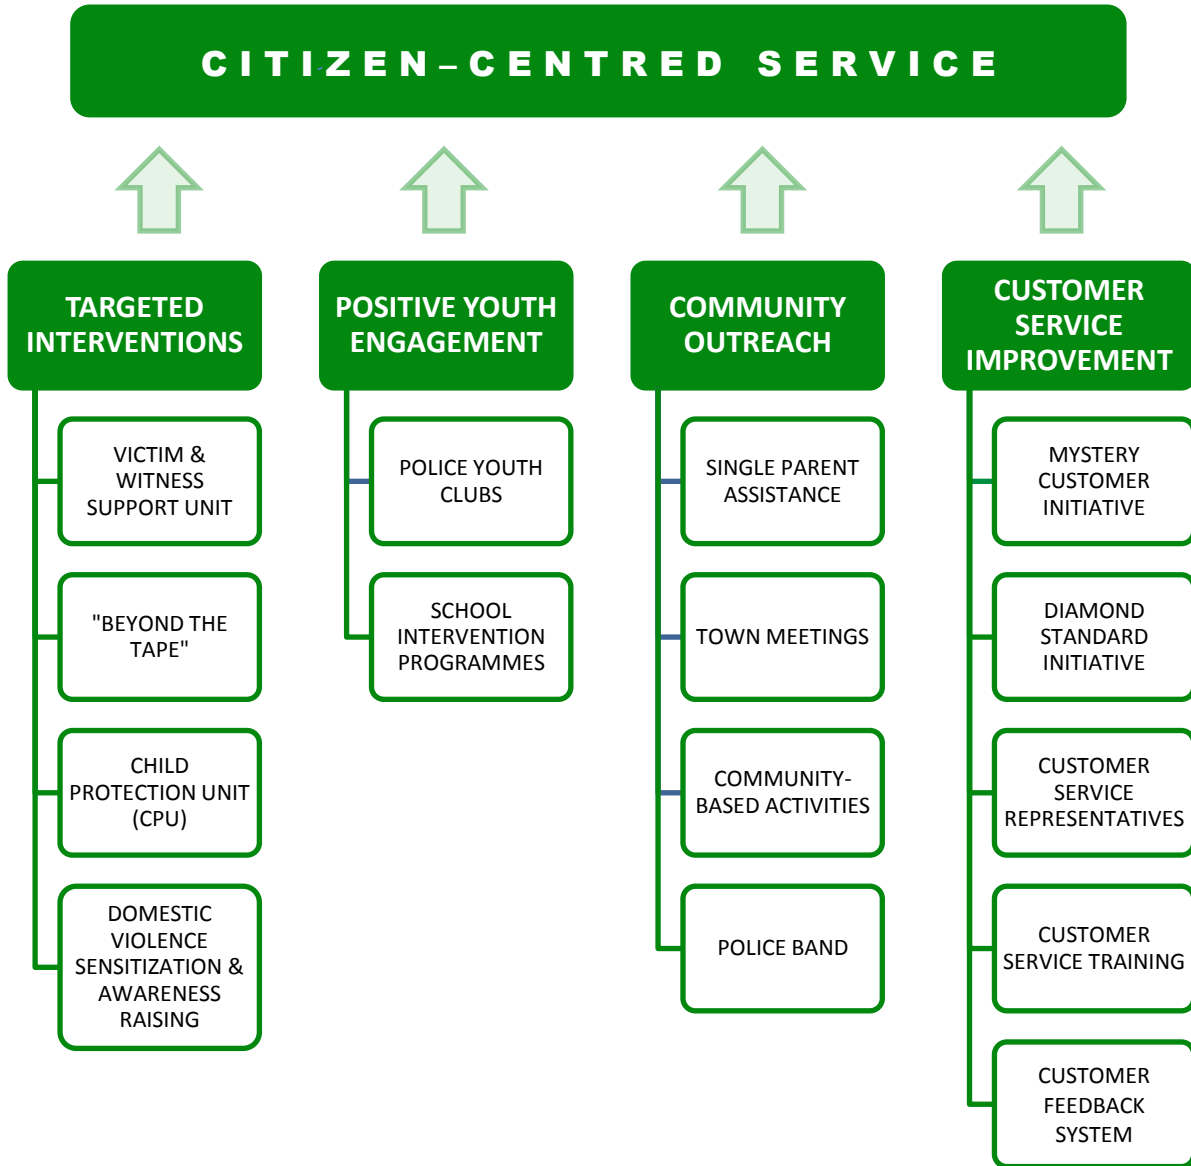 CITIZEN–CENTRED SERVICE
TARGETED
INTERVENTIONS
VICTIM &
WITNESS
SUPPORT UNIT
"BEYOND THE
TAPE"
CHILD
PROTECTION UNIT
(CPU)
DOMESTIC
VIOLENCE
SENSITIZATION &
AWARENESS
RAISING
POSITIVE YOUTH
ENGAGEMENT
POLICE YOUTH
CLUBS
SCHOOL
INTERVENTION
PROGRAMMES
COMMUNITY
OUTREACH
SINGLE PARENT
ASSISTANCE
TOWN MEETINGS
COMMUNITY-
BASED ACTIVITIES
POLICE BAND
CUSTOMER
SERVICE
IMPROVEMENT
MYSTERY
CUSTOMER
INITIATIVE
DIAMOND
STANDARD
INITIATIVE
CUSTOMER
SERVICE
REPRESENTATIVES
CUSTOMER
SERVICE TRAINING
CUSTOMER
FEEDBACK
SYSTEM